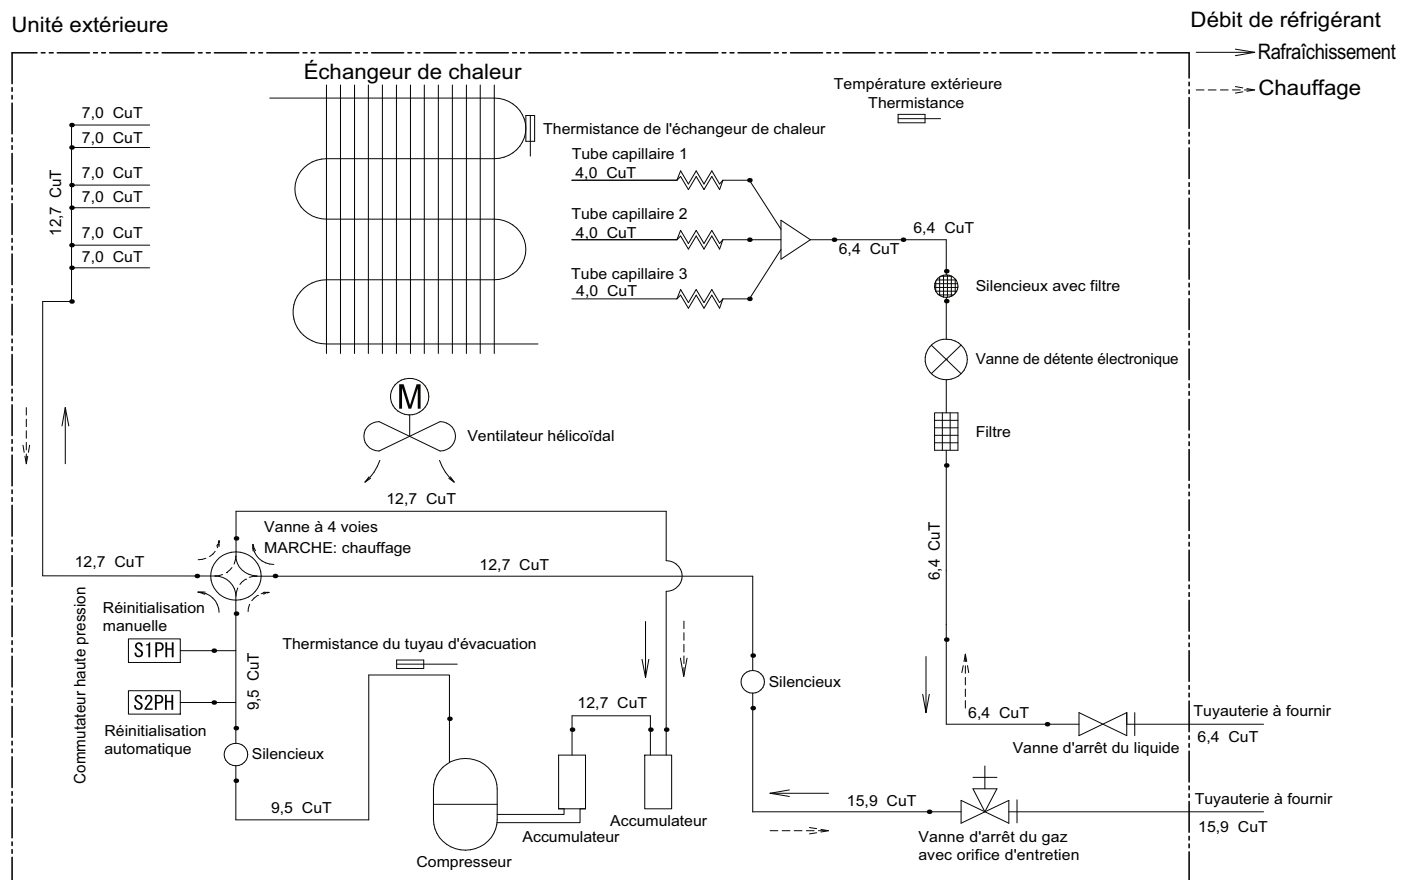 Unité extérieure
Débit de réfrigérant
Rafraîchissement
Chauffage
Échangeur de chaleur
Température extérieure
Thermistance
7,0 CuT
7,0 CuT
7,0 CuT
7,0 CuT
7,0 CuT
7,0 CuT
12,7 CuT
Thermistance de l'échangeur de chaleur
Tube capillaire 1
4,0 CuT
Tube capillaire 2
4,0 CuT
Tube capillaire 3
4,0 CuT
6,4 CuT
6,4 CuT
Silencieux avec filtre
Vanne de détente électronique
Filtre
M
Ventilateur hélicoïdal
12,7 CuT
Vanne à 4 voies
MARCHE: chauffage
12,7 CuT
12,7 CuT
6,4 CuT
Commutateur haute pression
Réinitialisation
manuelle
S1PH
S2PH
Réinitialisation
automatique
9,5 CuT
Silencieux
Thermistance du tuyau d'évacuation
9,5 CuT
12,7 CuT
Silencieux
Compresseur
Accumulateur
Accumulateur
6,4 CuT
Vanne d'arrêt du liquide
Tuyauterie à fournir
6,4 CuT
15,9 CuT
Vanne d'arrêt du gaz
avec orifice d'entretien
Tuyauterie à fournir
15,9 CuT